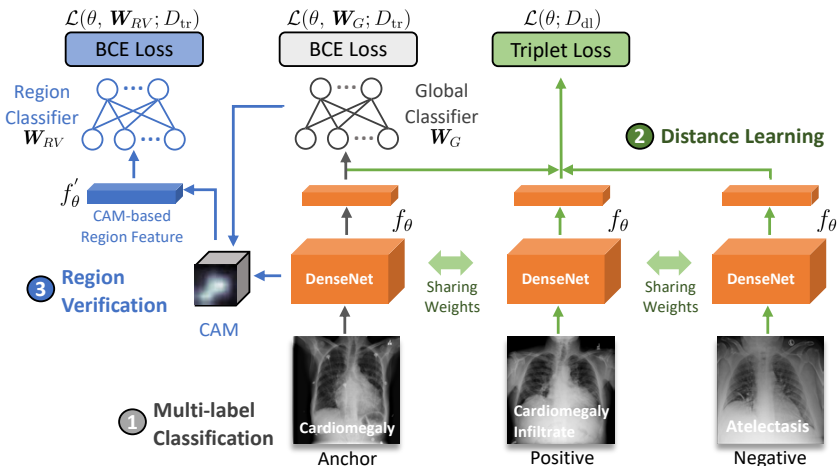 ℒ(θ, W_RV; D_tr)
ℒ(θ, W_G; D_tr)
ℒ(θ; D_dl)
BCE Loss
BCE Loss
Triplet Loss
Region
Classifier
W_RV
Global
Classifier
W_G
2 Distance Learning
f'_θ
CAM-based
Region Feature
f_θ
f_θ
f_θ
3 Region
Verification
CAM
DenseNet
Sharing
Weights
DenseNet
Sharing
Weights
DenseNet
1 Multi-label
Classification
Cardiomegaly
Cardiomegaly
Infiltrate
Atelectasis
Anchor
Positive
Negative